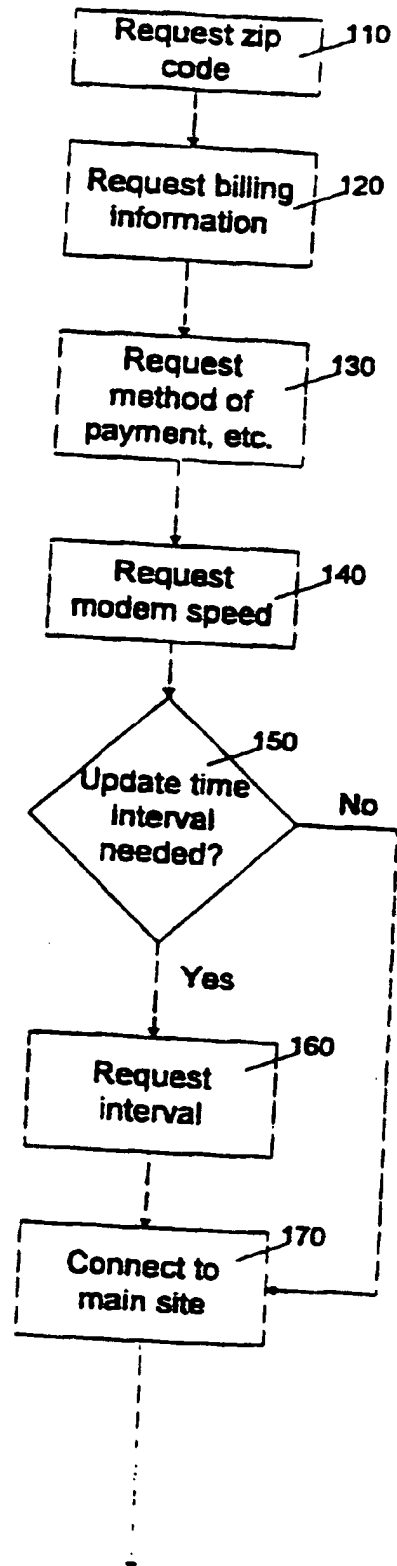 Request zip
code
110
Request billing
information
120
Request
method of
payment, etc.
130
Request
modem speed
140
Update time
interval
needed?
150
No
Yes
Request
interval
160
Connect to
main site
170